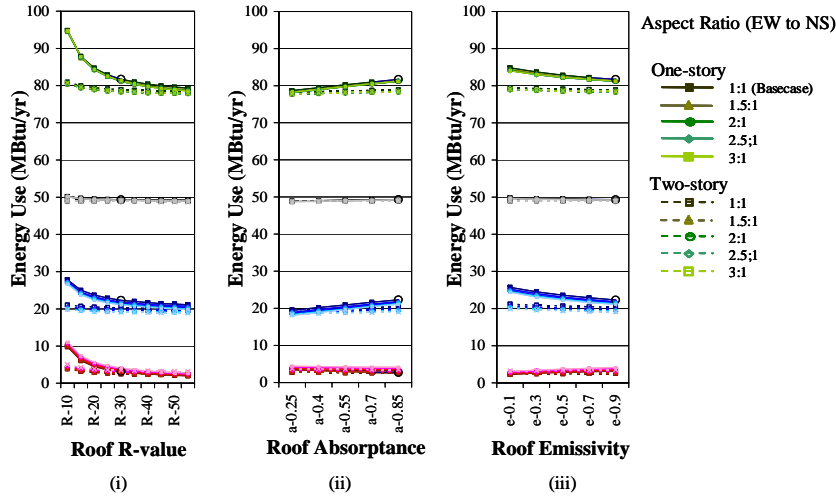 Energy Use (MBtu/yr)
100
90
80
70
60
50
40
30
20
10
0
R-10
R-20
R-30
R-40
R-50
Roof R-value
(i)
Energy Use (MBtu/yr)
100
90
80
70
60
50
40
30
20
10
0
a-0.25
a-0.4
a-0.55
a-0.7
a-0.85
Roof Absorptance
(ii)
Energy Use (MBtu/yr)
100
90
80
70
60
50
40
30
20
10
0
e-0.1
e-0.3
e-0.5
e-0.7
e-0.9
Roof Emissivity
(iii)
Aspect Ratio (EW to NS)
One-story
1:1 (Basecase)
1.5:1
2:1
2.5;1
3:1
Two-story
1:1
1.5:1
2:1
2.5;1
3:1